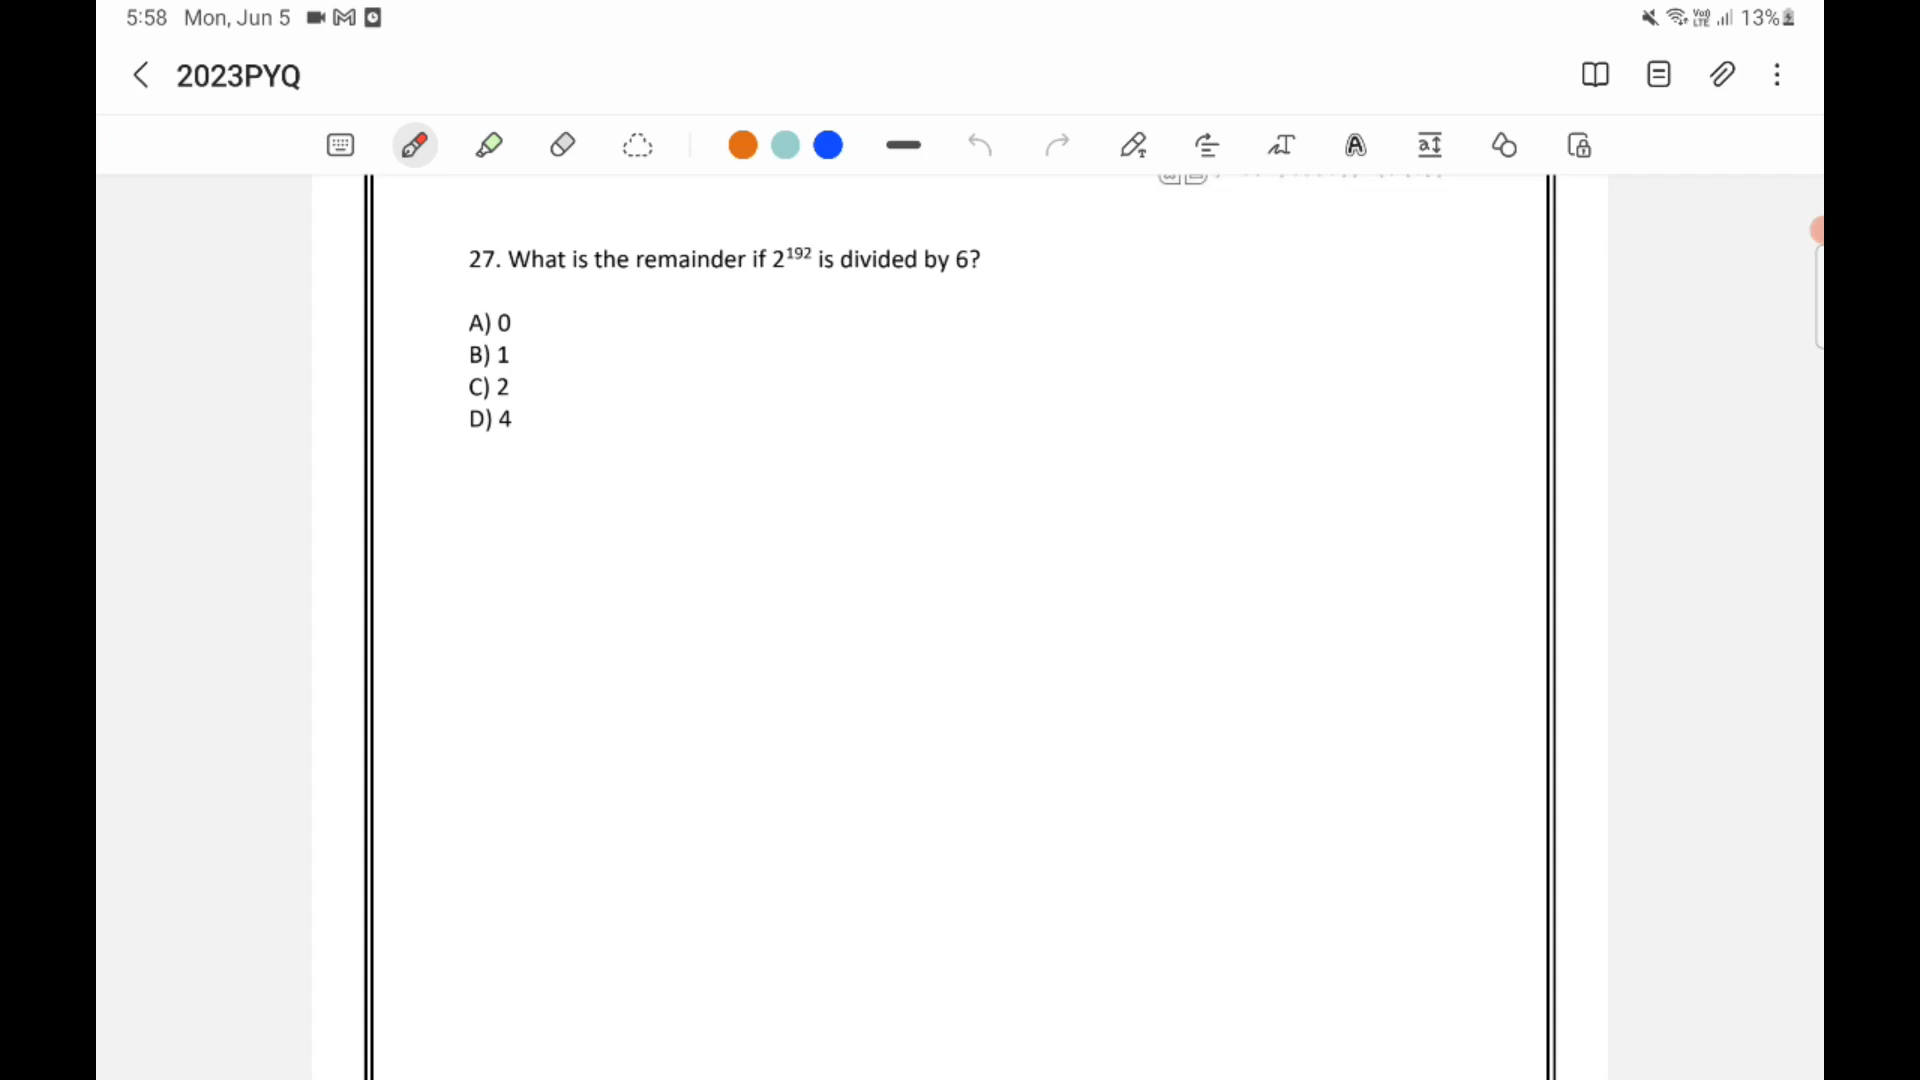 5:58 Mon, Jun 5
13%
2023PYQ
27. What is the remainder if 2¹⁹² is divided by 6?
A) 0
B) 1
C) 2
D) 4